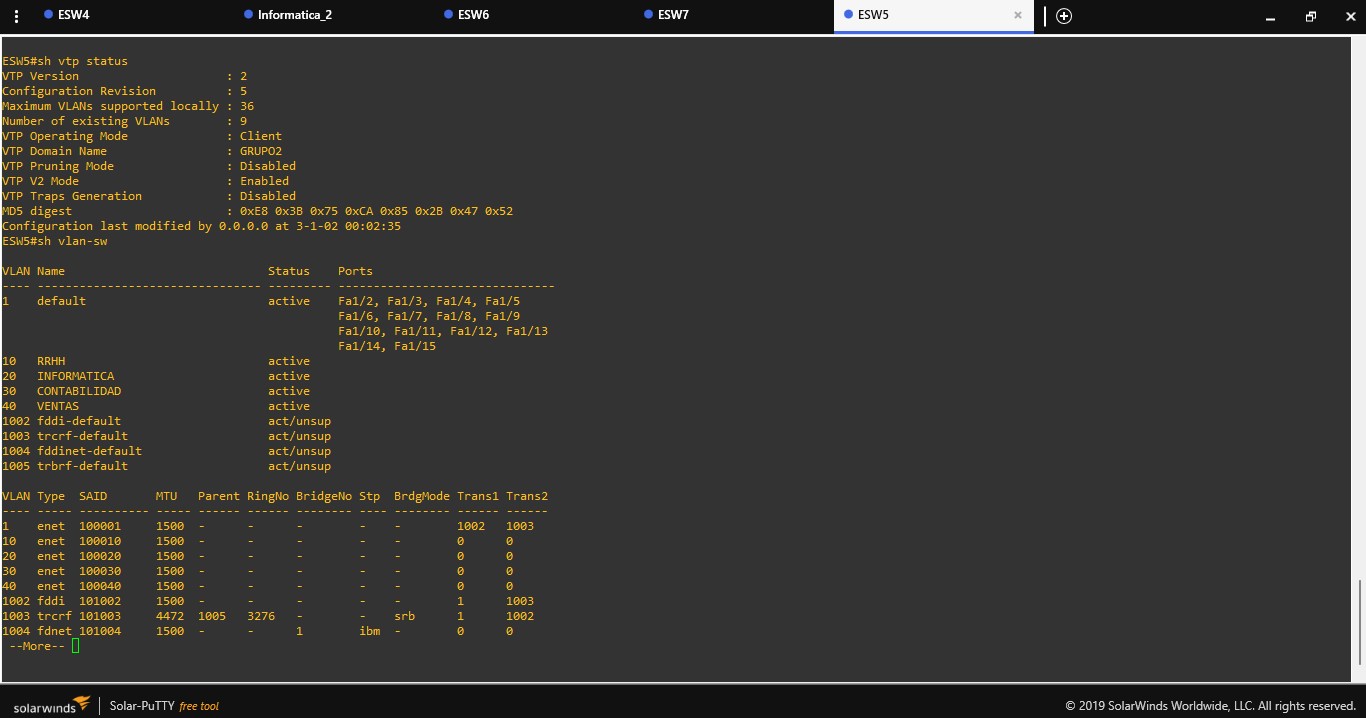 ESW4 Informatica_2 ESW6 ESW7 ESW5
ESW5#sh vtp status
VTP Version                     : 2
Configuration Revision          : 5
Maximum VLANs supported locally : 36
Number of existing VLANs        : 9
VTP Operating Mode              : Client
VTP Domain Name                 : GRUPO2
VTP Pruning Mode                : Disabled
VTP V2 Mode                     : Enabled
VTP Traps Generation            : Disabled
MD5 digest                      : 0xE8 0x3B 0x75 0xCA 0x85 0x2B 0x47 0x52
Configuration last modified by 0.0.0.0 at 3-1-02 00:02:35
ESW5#sh vlan-sw
VLAN Name                             Status    Ports
---- -------------------------------- --------- -------------------------------
1    default                          active    Fa1/2, Fa1/3, Fa1/4, Fa1/5
                                                Fa1/6, Fa1/7, Fa1/8, Fa1/9
                                                Fa1/10, Fa1/11, Fa1/12, Fa1/13
                                                Fa1/14, Fa1/15
10   RRHH                             active
20   INFORMATICA                      active
30   CONTABILIDAD                     active
40   VENTAS                           active
1002 fddi-default                     act/unsup
1003 trcrf-default                    act/unsup
1004 fddinet-default                  act/unsup
1005 trbrf-default                    act/unsup
VLAN Type  SAID       MTU   Parent RingNo BridgeNo Stp  BrdgMode Trans1 Trans2
---- ----- ---------- ----- ------ ------ -------- ---- -------- ------ ------
1    enet  100001     1500  -      -      -        -    -        1002   1003
10   enet  100010     1500  -      -      -        -    -        0      0
20   enet  100020     1500  -      -      -        -    -        0      0
30   enet  100030     1500  -      -      -        -    -        0      0
40   enet  100040     1500  -      -      -        -    -        0      0
1002 fddi  101002     1500  -      -      -        -    -        1      1003
1003 trcrf 101003     4472  1005   3276   -        -    srb      1      1002
1004 fdnet 101004     1500  -      -      1        ibm  -        0      0
 --More--
solarwinds Solar-PuTTY free tool © 2019 SolarWinds Worldwide, LLC. All rights reserved.